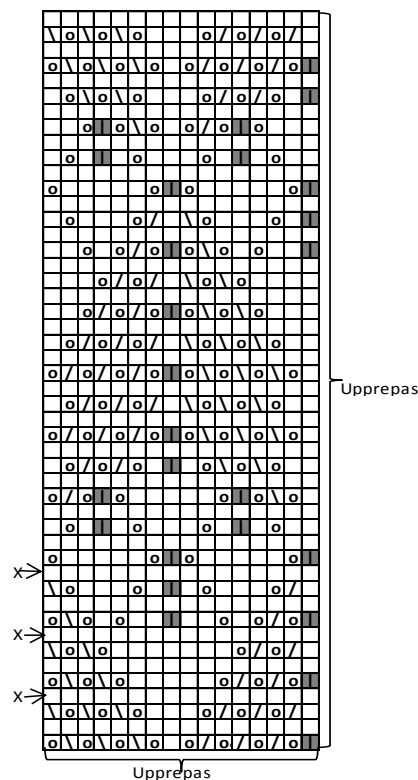 \ o \ o \ o o / o / o /
o \ o \ o \ o o / o / o / o
o \ o \ o o / o / o
o o \ o o / o o
o o o o
o o o o
o o / \ o o
o o / o o \ o o
o / o / \ o \ o
o / o / o o \ o \ o
o / o / o / \ o \ o \ o
o / o / o / o o \ o \ o \ o
Upprepas
o / o / o / \ o \ o \ o
o / o / o / o o \ o \ o \ o
o / o / o o \ o \ o
o / o o o o \ o
o o o o
o o o o
X
\ o o o o /
o \ o o o o / o
X
\ o \ o o / o /
o \ o \ o o / o / o
X
\ o \ o \ o o / o / o /
o \ o \ o \ o o / o / o / o
Upprepas